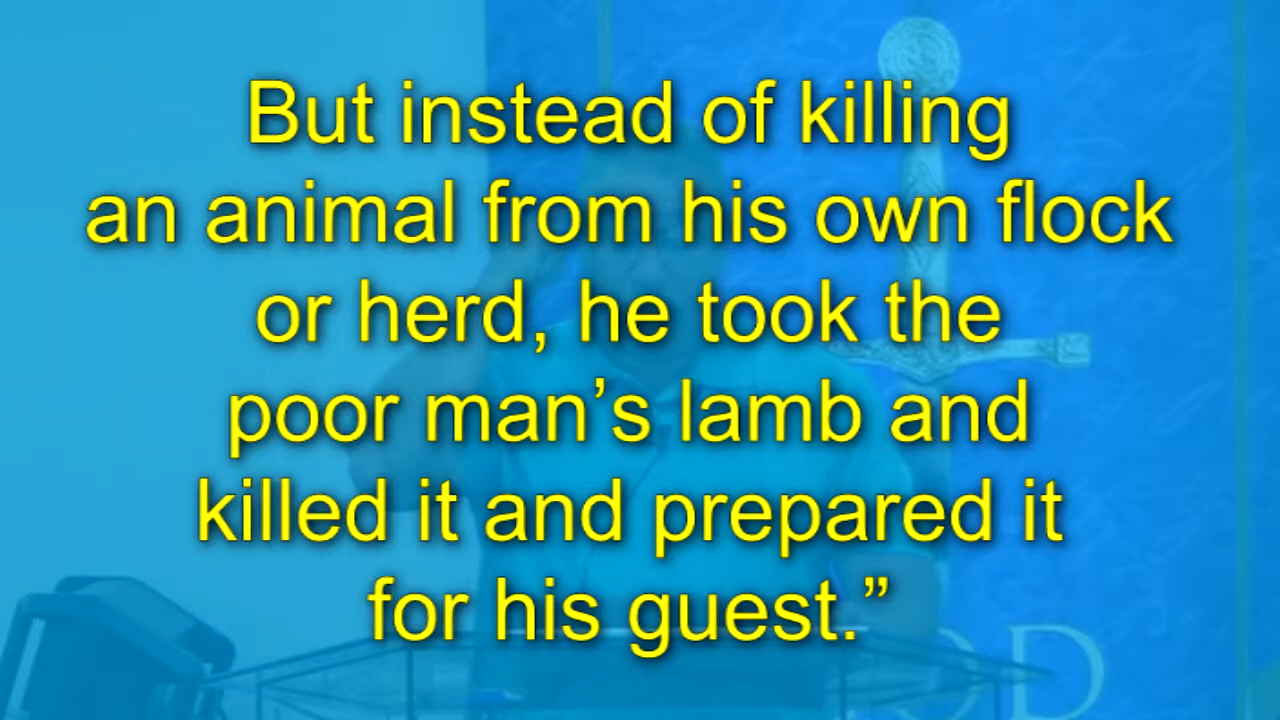 But instead of killing
an animal from his own flock
or herd, he took the
poor man’s lamb and
killed it and prepared it
for his guest.”